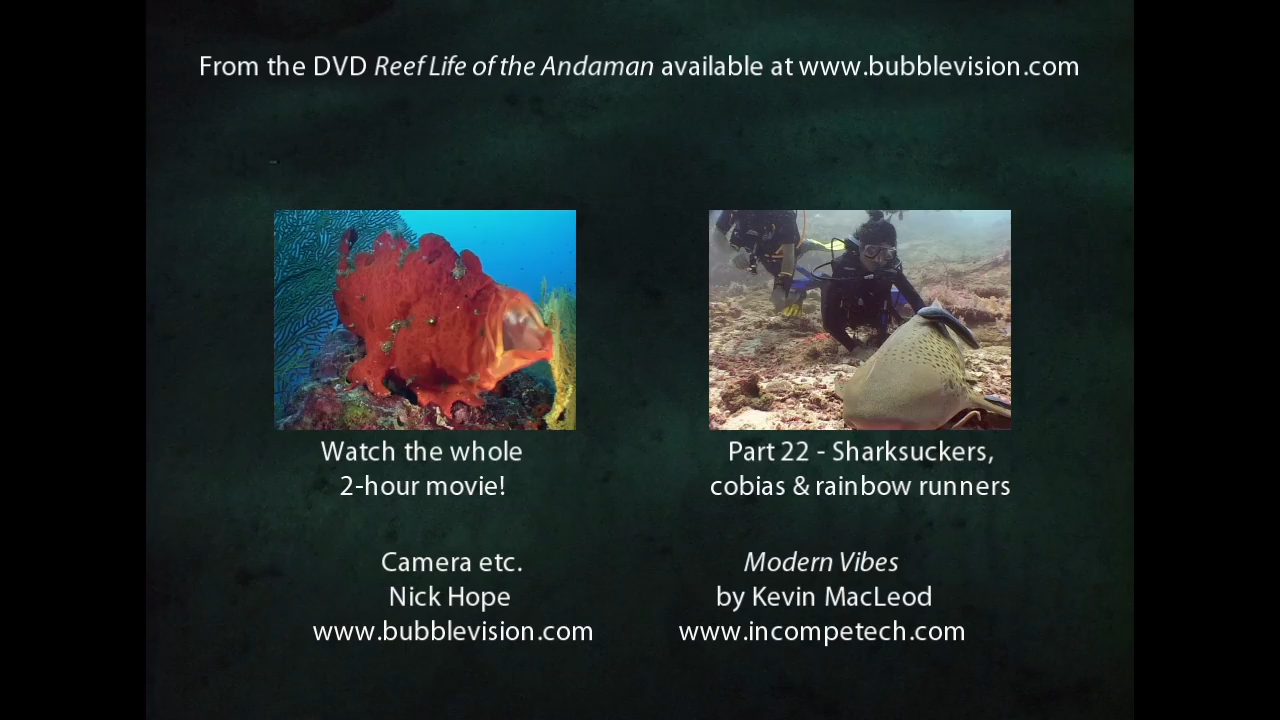 From the DVD Reef Life of the Andaman available at www.bubblevision.com
Watch the whole
2-hour movie!
Part 22 - Sharksuckers,
cobias & rainbow runners
Camera etc.
Nick Hope
www.bubblevision.com
Modern Vibes
by Kevin MacLeod
www.incompetech.com